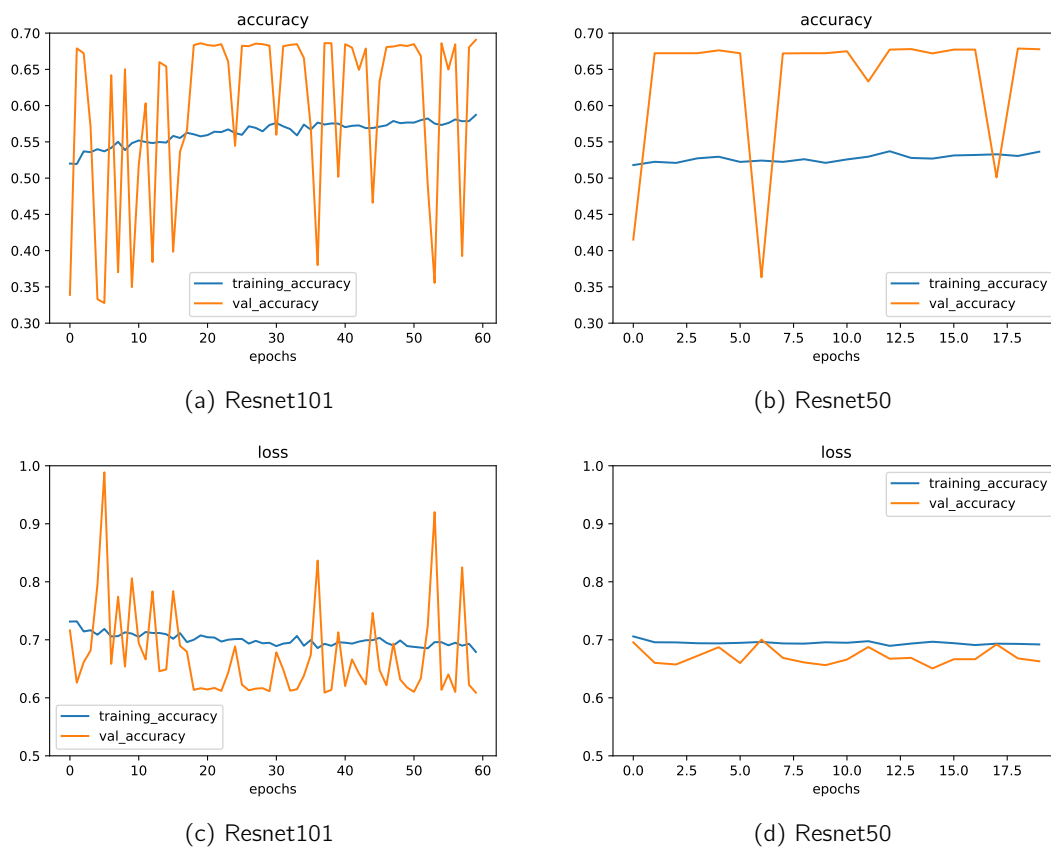 accuracy
0.70
0.65
0.60
0.55
0.50
0.45
0.40
0.35
0.30
training_accuracy
val_accuracy
0 10 20 30 40 50 60
epochs
(a) Resnet101
accuracy
0.70
0.65
0.60
0.55
0.50
0.45
0.40
0.35
0.30
training_accuracy
val_accuracy
0.0 2.5 5.0 7.5 10.0 12.5 15.0 17.5
epochs
(b) Resnet50
loss
1.0
0.9
0.8
0.7
0.6
0.5
training_accuracy
val_accuracy
0 10 20 30 40 50 60
epochs
(c) Resnet101
loss
1.0
0.9
0.8
0.7
0.6
0.5
training_accuracy
val_accuracy
0.0 2.5 5.0 7.5 10.0 12.5 15.0 17.5
epochs
(d) Resnet50